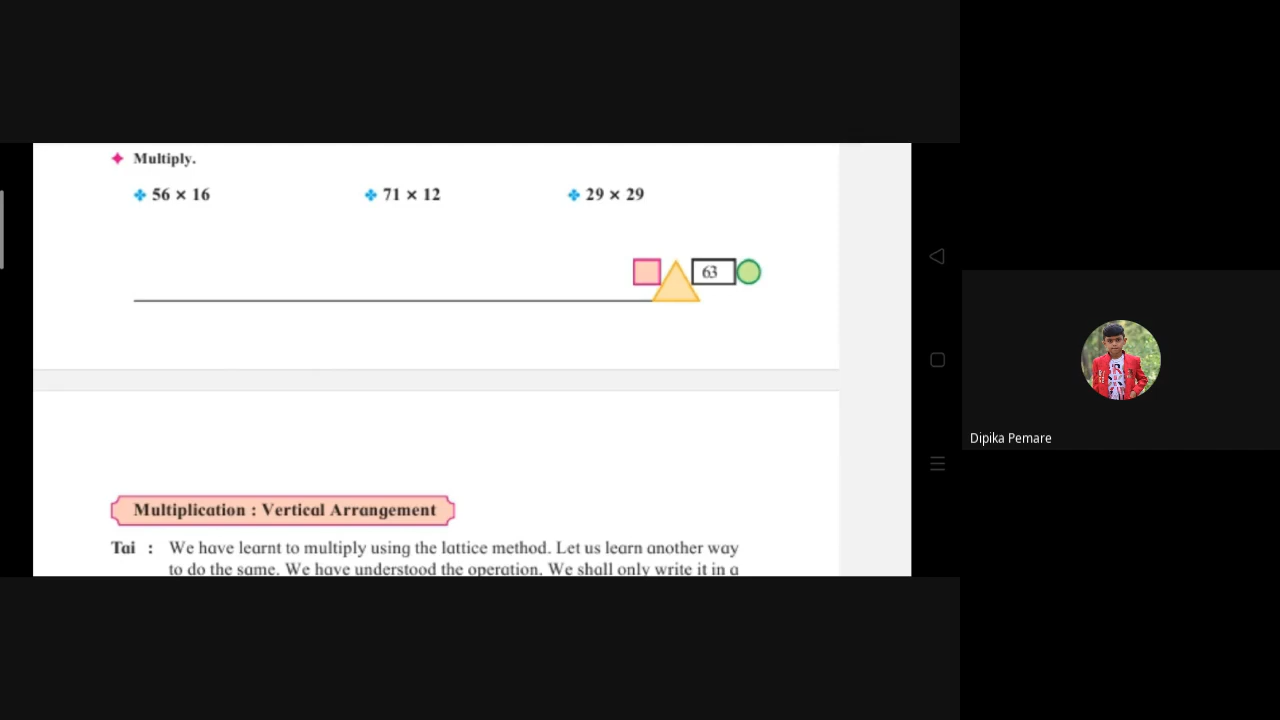 Multiply.
56 × 16 71 × 12 29 × 29
63
Multiplication : Vertical Arrangement
Tai : We have learnt to multiply using the lattice method. Let us learn another way
to do the same. We have understood the operation. We shall only write it in a
Dipika Pemare